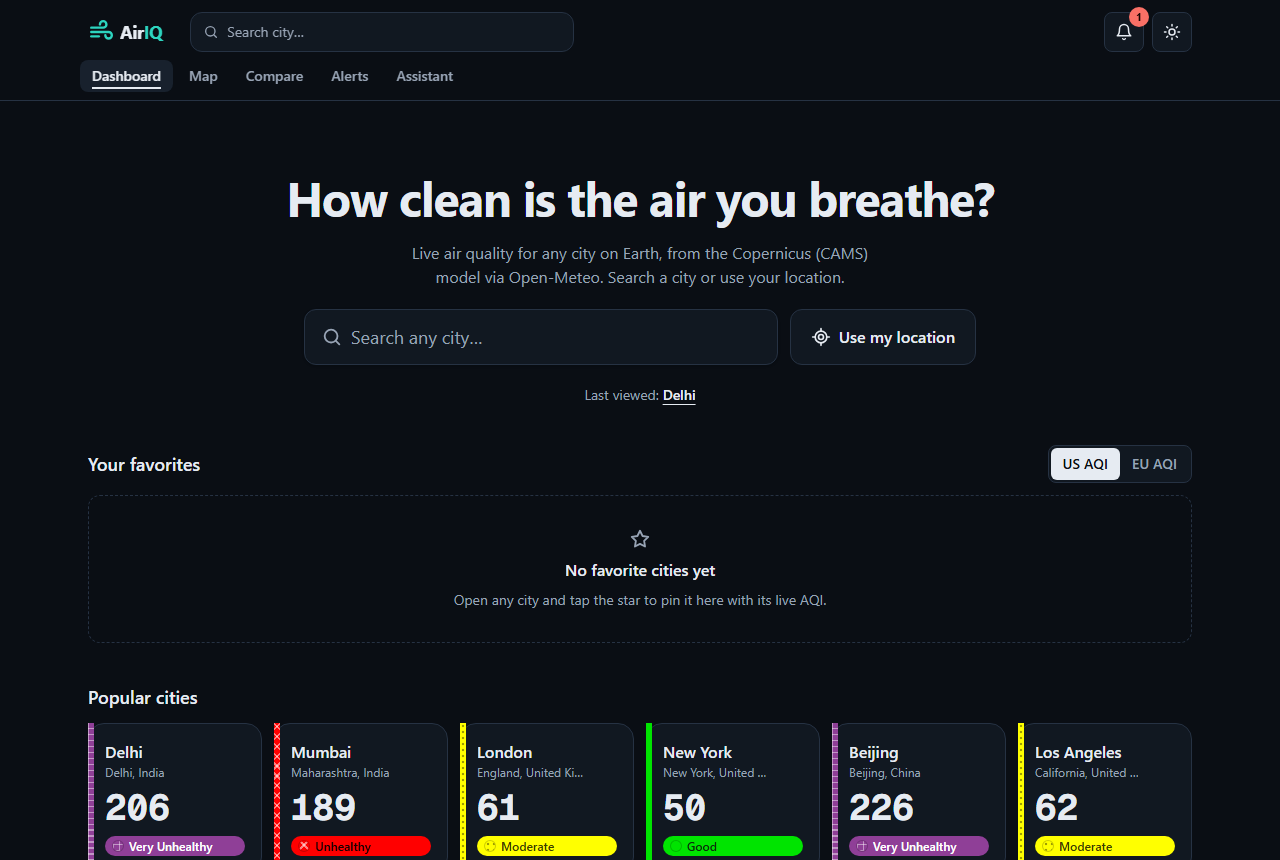 AirIQ
Search city...
1
Dashboard
Map
Compare
Alerts
Assistant
How clean is the air you breathe?
Live air quality for any city on Earth, from the Copernicus (CAMS)
model via Open-Meteo. Search a city or use your location.
Search any city...
Use my location
Last viewed: Delhi
Your favorites
US AQI
EU AQI
No favorite cities yet
Open any city and tap the star to pin it here with its live AQI.
Popular cities
Delhi
Delhi, India
206
Very Unhealthy
Mumbai
Maharashtra, India
189
Unhealthy
London
England, United Ki...
61
Moderate
New York
New York, United ...
50
Good
Beijing
Beijing, China
226
Very Unhealthy
Los Angeles
California, United ...
62
Moderate